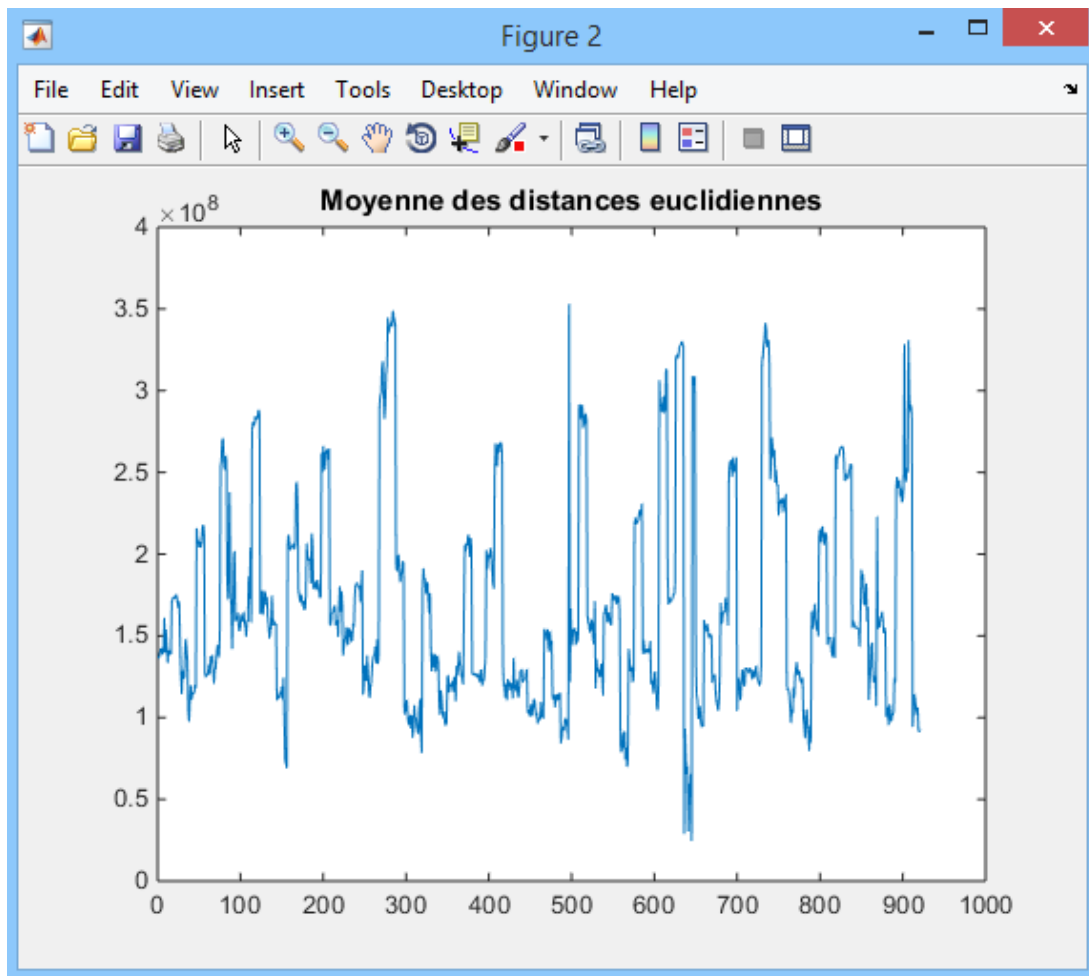 Figure 2
File Edit View Insert Tools Desktop Window Help
Moyenne des distances euclidiennes
×10^8
4
3.5
3
2.5
2
1.5
1
0.5
0
0 100 200 300 400 500 600 700 800 900 1000